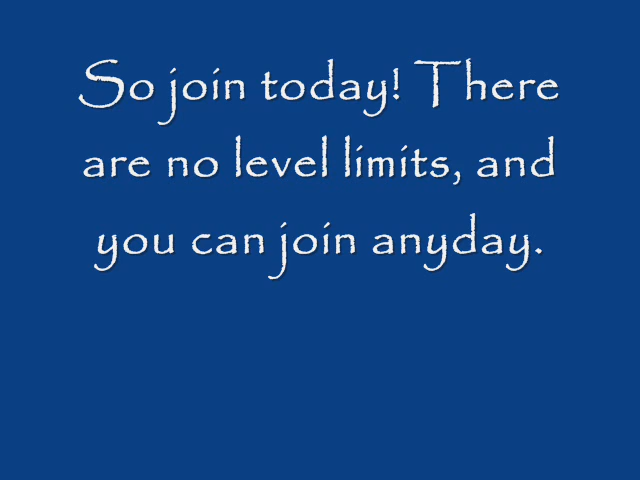 So join today! There
are no level limits, and
you can join anyday.